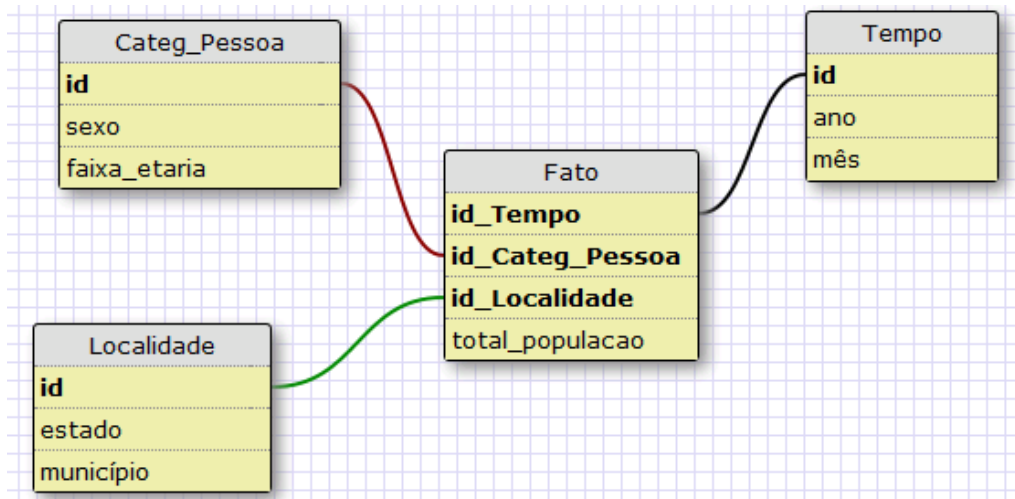 Categ_Pessoa
id
sexo
faixa_etaria
Tempo
id
ano
mês
Fato
id_Tempo
id_Categ_Pessoa
id_Localidade
total_populacao
Localidade
id
estado
município